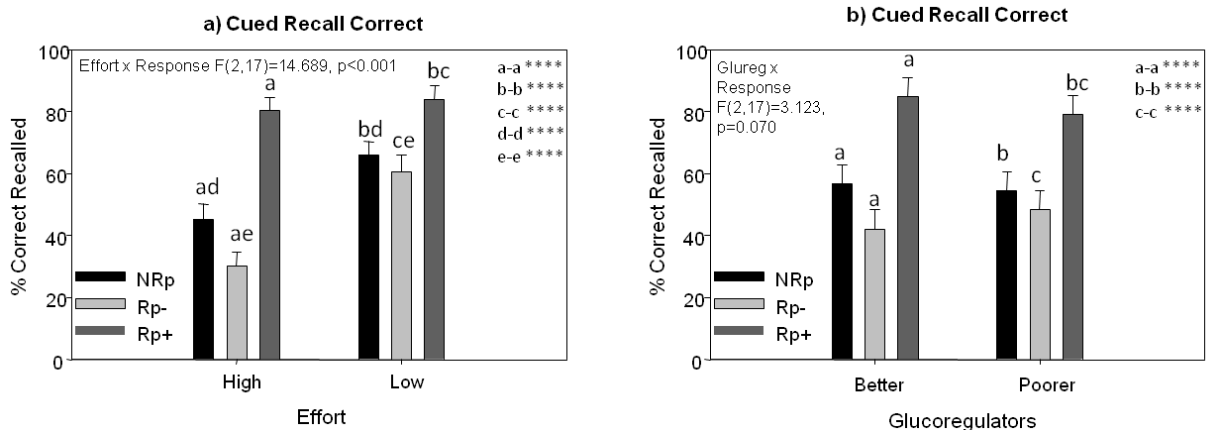 a) Cued Recall Correct
Effort x Response F(2,17)=14.689, p<0.001
a-a ****
b-b ****
c-c ****
d-d ****
e-e ****
100
80
60
40
20
0
% Correct Recalled
ad
ae
a
bd
ce
bc
NRp
Rp-
Rp+
High
Low
Effort
b) Cued Recall Correct
Glureg x
Response
F(2,17)=3.123,
p=0.070
a-a ****
b-b ****
c-c ****
100
80
60
40
20
0
% Correct Recalled
a
a
a
b
c
bc
NRp
Rp-
Rp+
Better
Poorer
Glucoregulators